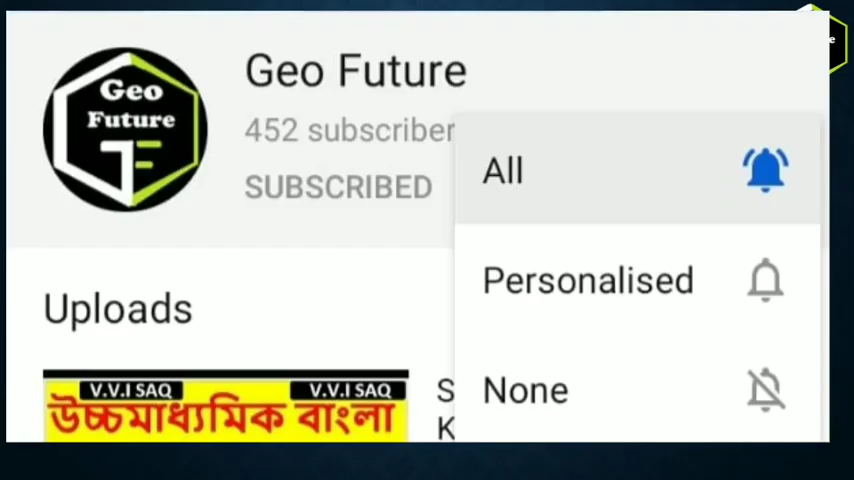 Geo
Future
Geo Future
452 subscriber
SUBSCRIBED
All
Personalised
None
Uploads
V.V.I SAQ
V.V.I SAQ
উচ্চমাধ্যমিক বাংলা
S
K
e